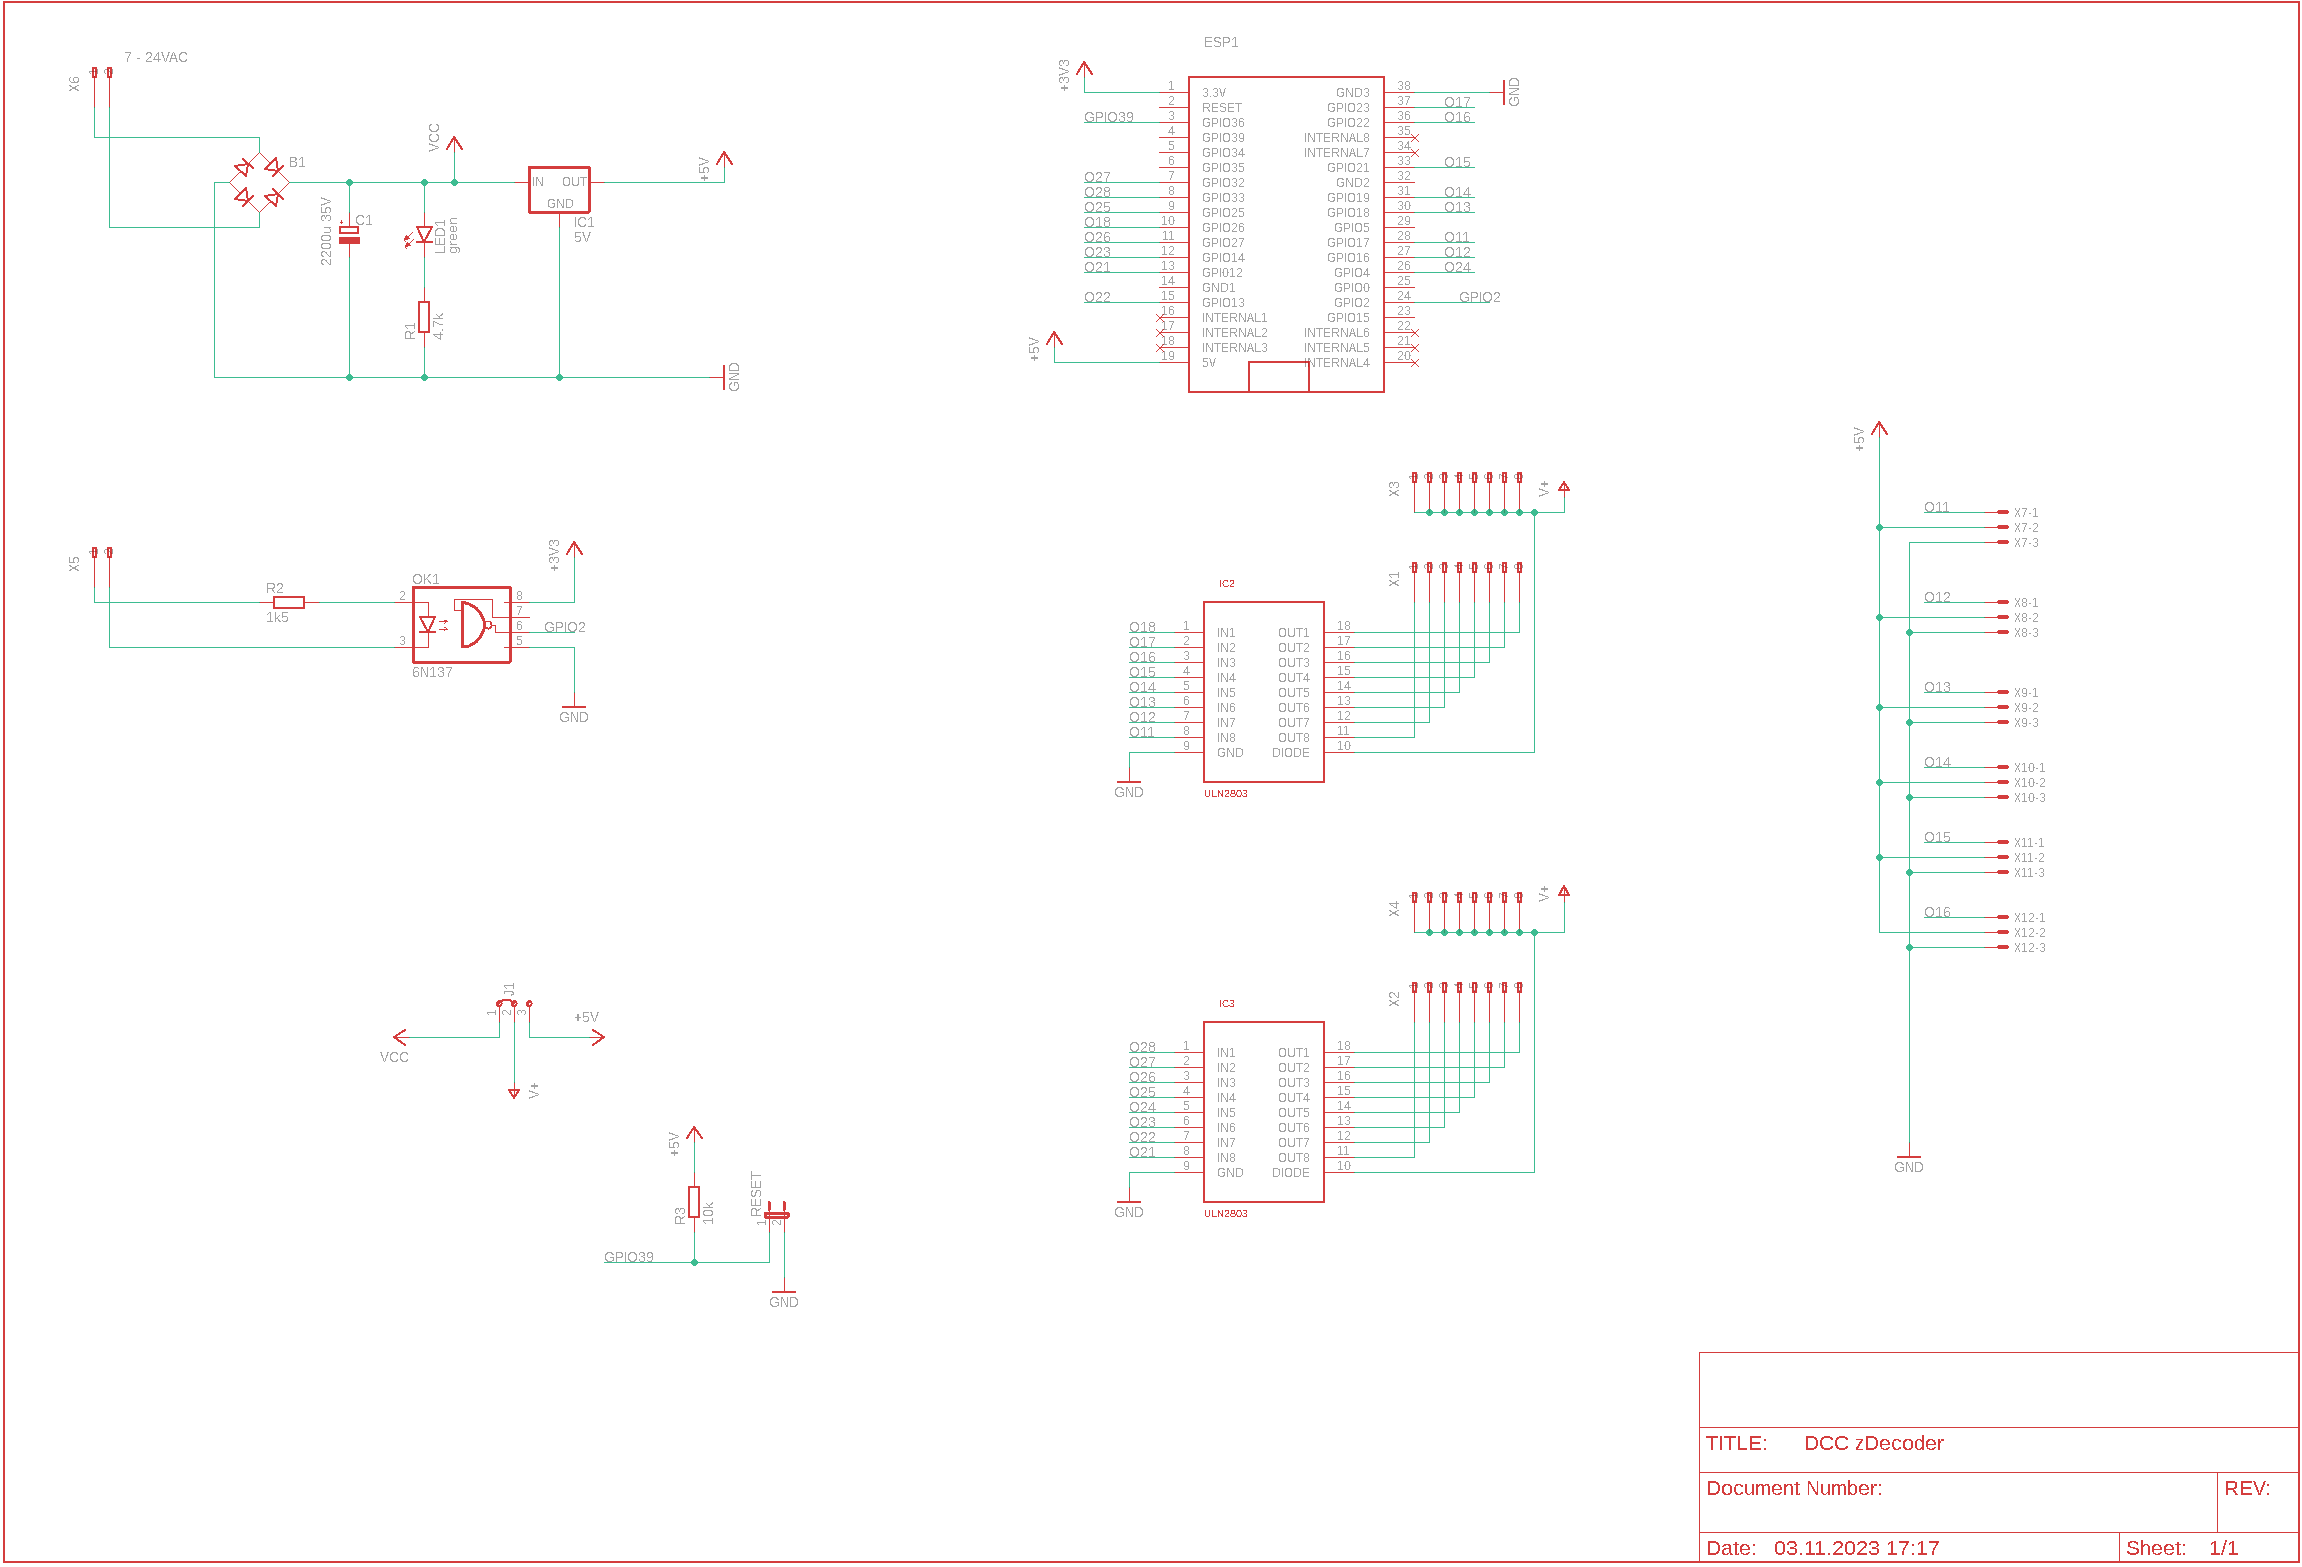 7 - 24VAC
X6
B1
VCC
+5V
IN OUT
GND
IC1
5V
2200u 35V
C1
LED1
green
R1
4.7k
GND
ESP1
+3V3
GND
GPIO39
1 3.3V GND3 38
2 RESET GPIO23 37 O17
3 GPIO36 GPIO22 36 O16
4 GPIO39 INTERNAL8 35
5 GPIO34 INTERNAL7 34
6 GPIO35 GPIO21 33 O15
O27 7 GPIO32 GND2 32
O28 8 GPIO33 GPIO19 31 O14
O25 9 GPIO25 GPIO18 30 O13
O18 10 GPIO26 GPIO5 29
O26 11 GPIO27 GPIO17 28 O11
O23 12 GPIO14 GPIO16 27 O12
O21 13 GPI012 GPIO4 26 O24
14 GND1 GPIO0 25
O22 15 GPIO13 GPIO2 24 GPIO2
16 INTERNAL1 GPIO15 23
17 INTERNAL2 INTERNAL6 22
18 INTERNAL3 INTERNAL5 21
+5V 19 5V INTERNAL4 20
X5
R2
1k5
OK1
2
3
8
7
6
5
6N137
+3V3
GPIO2
GND
X3
V+
X1
IC2
O18 1 IN1 OUT1 18
O17 2 IN2 OUT2 17
O16 3 IN3 OUT3 16
O15 4 IN4 OUT4 15
O14 5 IN5 OUT5 14
O13 6 IN6 OUT6 13
O12 7 IN7 OUT7 12
O11 8 IN8 OUT8 11
9 GND DIODE 10
GND
ULN2803
+5V
O11 X7-1
X7-2
X7-3
O12 X8-1
X8-2
X8-3
O13 X9-1
X9-2
X9-3
O14 X10-1
X10-2
X10-3
O15 X11-1
X11-2
X11-3
O16 X12-1
X12-2
X12-3
GND
X4
V+
X2
IC3
O28 1 IN1 OUT1 18
O27 2 IN2 OUT2 17
O26 3 IN3 OUT3 16
O25 4 IN4 OUT4 15
O24 5 IN5 OUT5 14
O23 6 IN6 OUT6 13
O22 7 IN7 OUT7 12
O21 8 IN8 OUT8 11
9 GND DIODE 10
GND
ULN2803
J1
1 2 3
VCC
+5V
V+
+5V
R3
10k
RESET
1 2
GPIO39
GND
TITLE: DCC zDecoder
Document Number:
REV:
Date: 03.11.2023 17:17
Sheet: 1/1